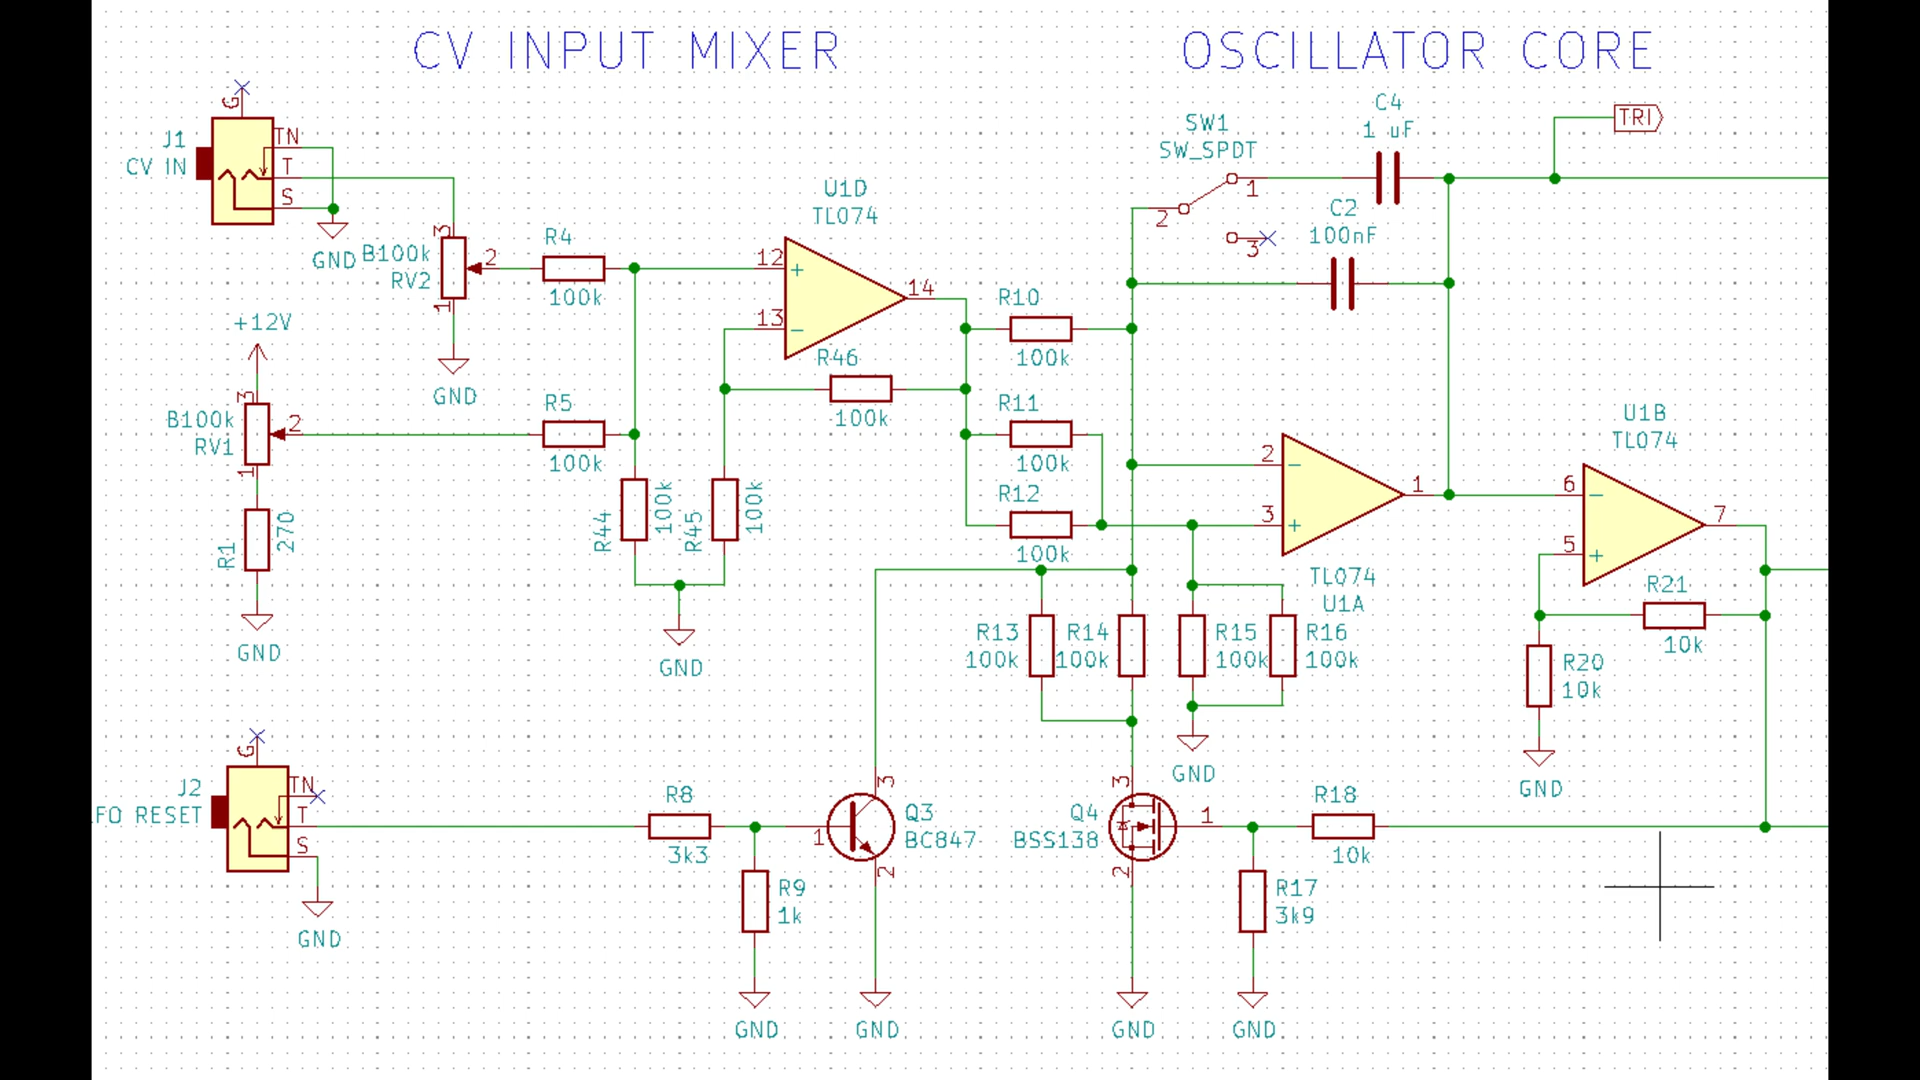 CV INPUT MIXER
OSCILLATOR CORE
G
J1
CV IN
TN
T
S
GND
B100k
RV2
3
2
1
GND
+12V
B100k
RV1
3
2
1
R1
270
GND
R4
100k
R5
100k
R44
100k
R45
100k
GND
U1D
TL074
12
+
13
-
14
R46
100k
R10
100k
R11
100k
R12
100k
SW1
SW_SPDT
1
2
3
C4
1 uF
C2
100nF
TRI
2
-
3
+
1
TL074
U1A
U1B
TL074
6
-
5
+
7
R21
10k
R20
10k
GND
R13
100k
R14
100k
R15
100k
R16
100k
GND
G
J2
FO RESET
TN
T
S
GND
R8
3k3
R9
1k
GND
1
3
2
Q3
BC847
GND
Q4
BSS138
3
1
2
GND
R18
10k
R17
3k9
GND